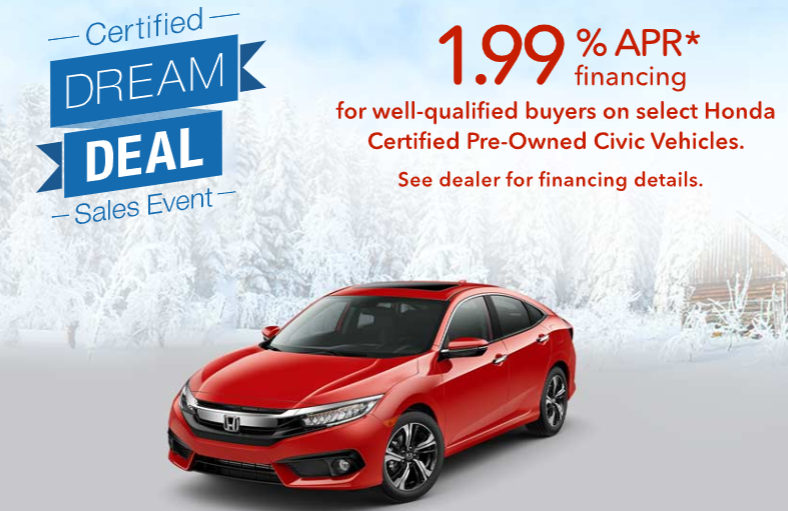 Certified
DREAM
DEAL
Sales Event
1.99 % APR*
financing
for well-qualified buyers on select Honda
Certified Pre-Owned Civic Vehicles.
See dealer for financing details.